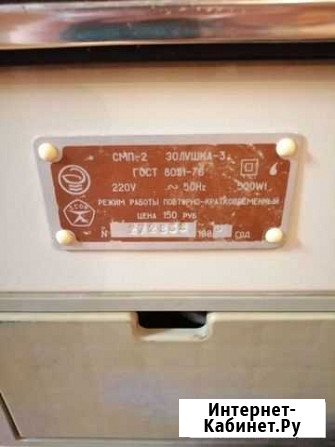 СМП-2 ЗОЛУШКА-3
ГОСТ 8051-78
220V ~ 50Hz 500W
РЕЖИМ РАБОТЫ ПОВТОРНО-КРАТКОВРЕМЕННЫЙ
ЦЕНА 150 РУБ
N 198 ГОД
Интернет-
Кабинет.Ру